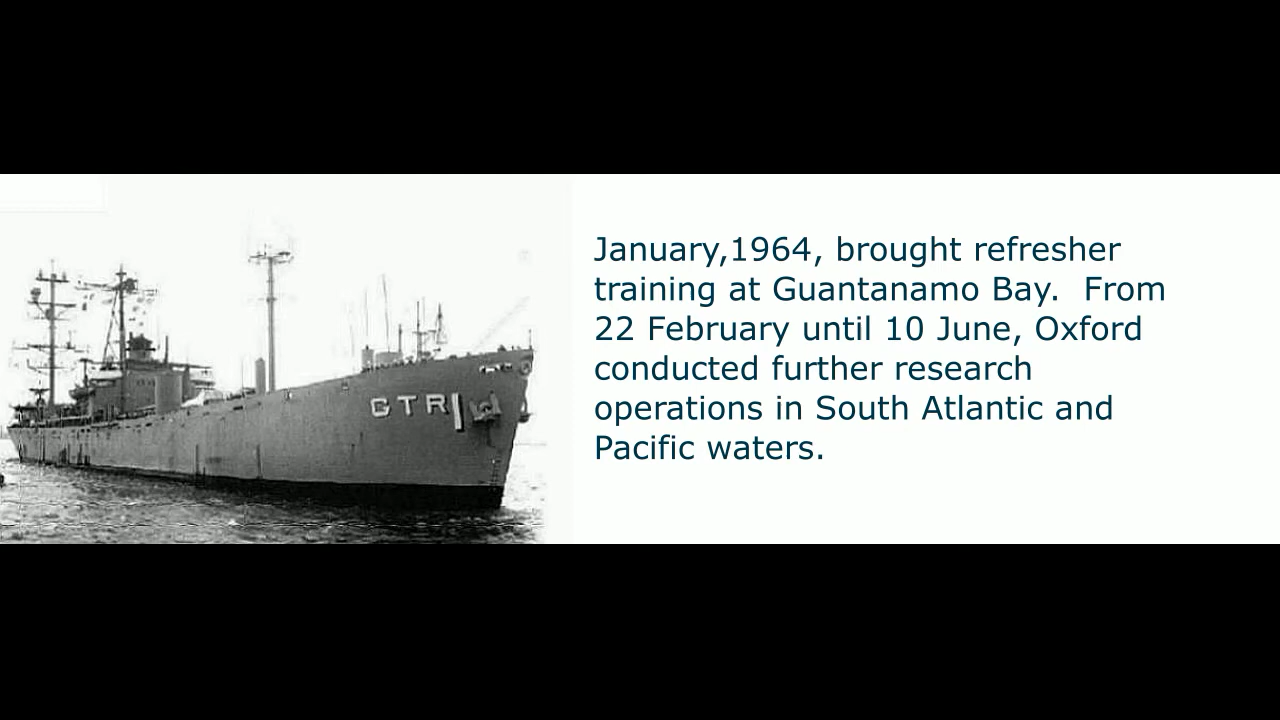 GTR1
January,1964, brought refresher
training at Guantanamo Bay.  From
22 February until 10 June, Oxford
conducted further research
operations in South Atlantic and
Pacific waters.